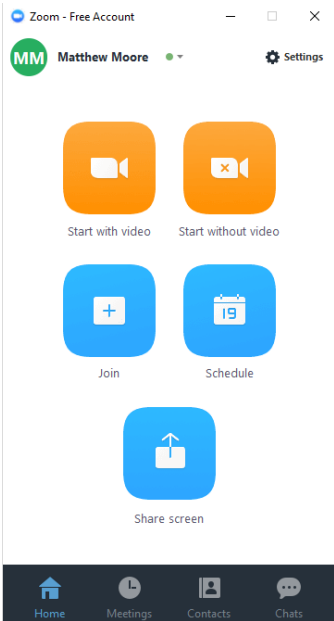 Zoom - Free Account
MM Matthew Moore Settings
Start with video Start without video
19
Join Schedule
Share screen
Home Meetings Contacts Chats